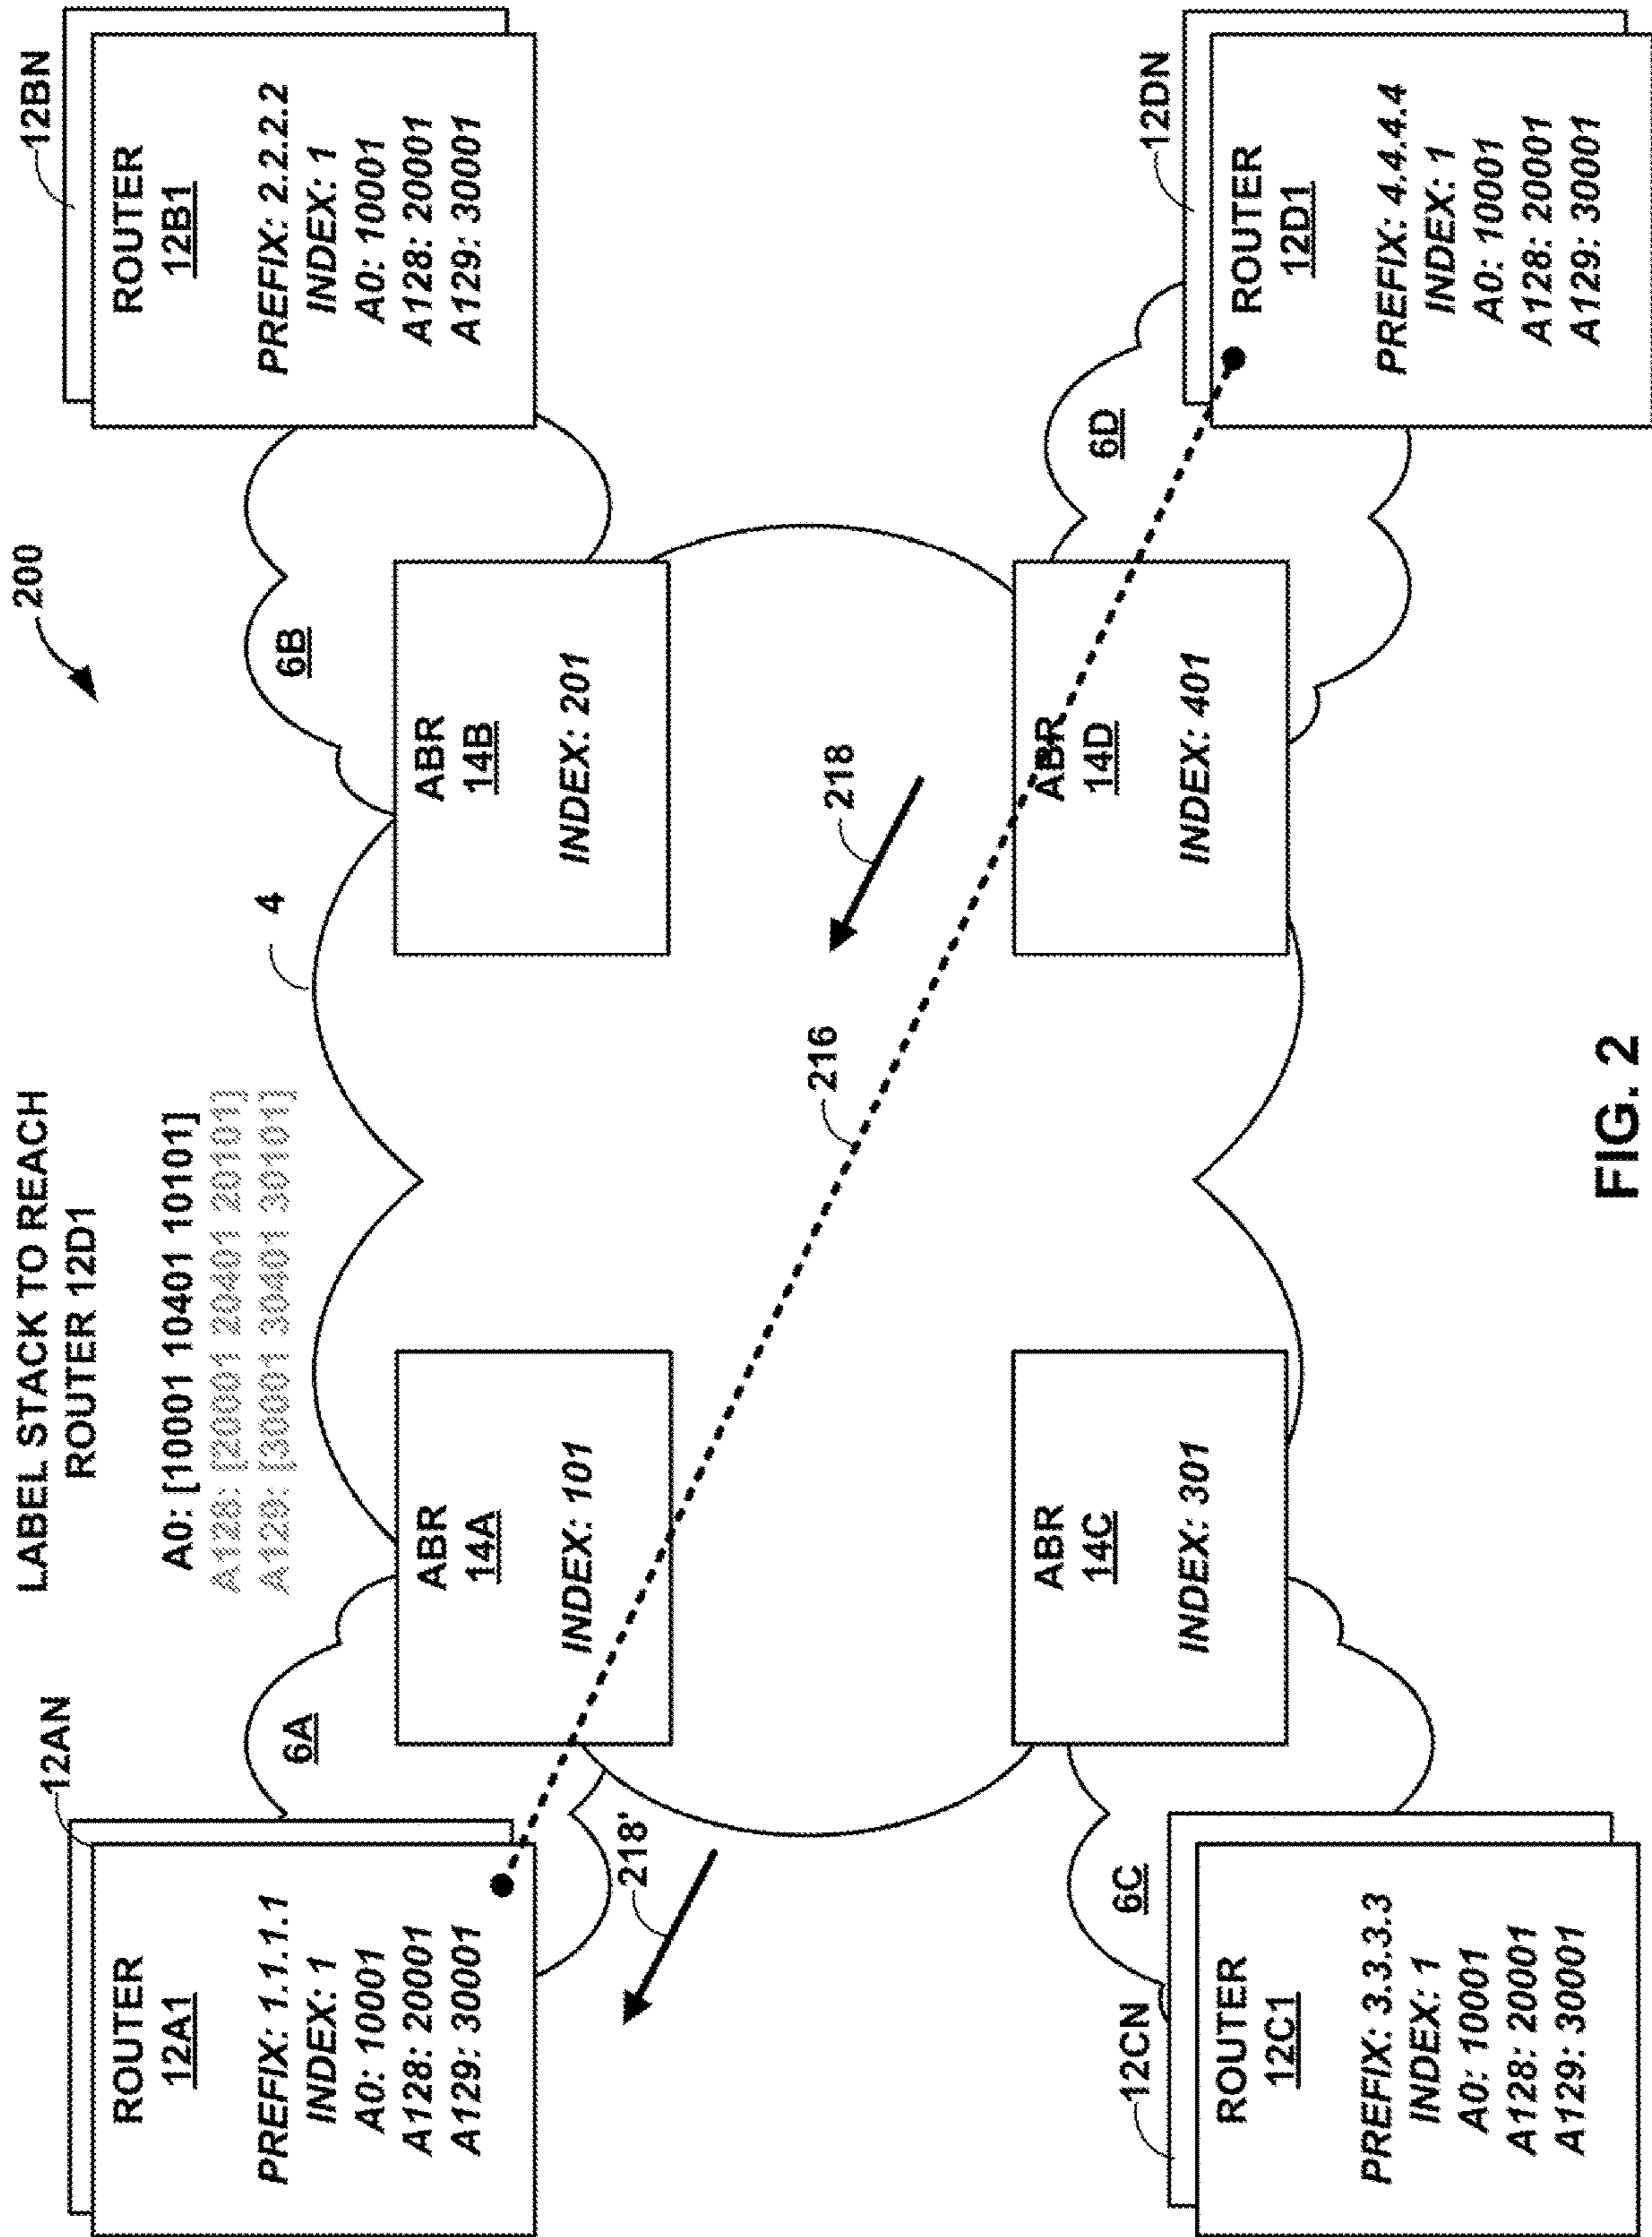 LABEL STACK TO REACH
ROUTER 12D1
A0: [10001 10401 10101]
A128: [20001 20401 20101]
A129: [30001 30401 30101]
200
12AN
ROUTER
12A1
PREFIX: 1.1.1.1
INDEX: 1
A0: 10001
A128: 20001
A129: 30001
6A
ABR
14A
INDEX: 101
4
6B
ABR
14B
INDEX: 201
12BN
ROUTER
12B1
PREFIX: 2.2.2.2
INDEX: 1
A0: 10001
A128: 20001
A129: 30001
218'
216
218
12CN
ROUTER
12C1
PREFIX: 3.3.3.3
INDEX: 1
A0: 10001
A128: 20001
A129: 30001
6C
ABR
14C
INDEX: 301
ABR
14D
INDEX: 401
6D
12DN
ROUTER
12D1
PREFIX: 4.4.4.4
INDEX: 1
A0: 10001
A128: 20001
A129: 30001
FIG. 2